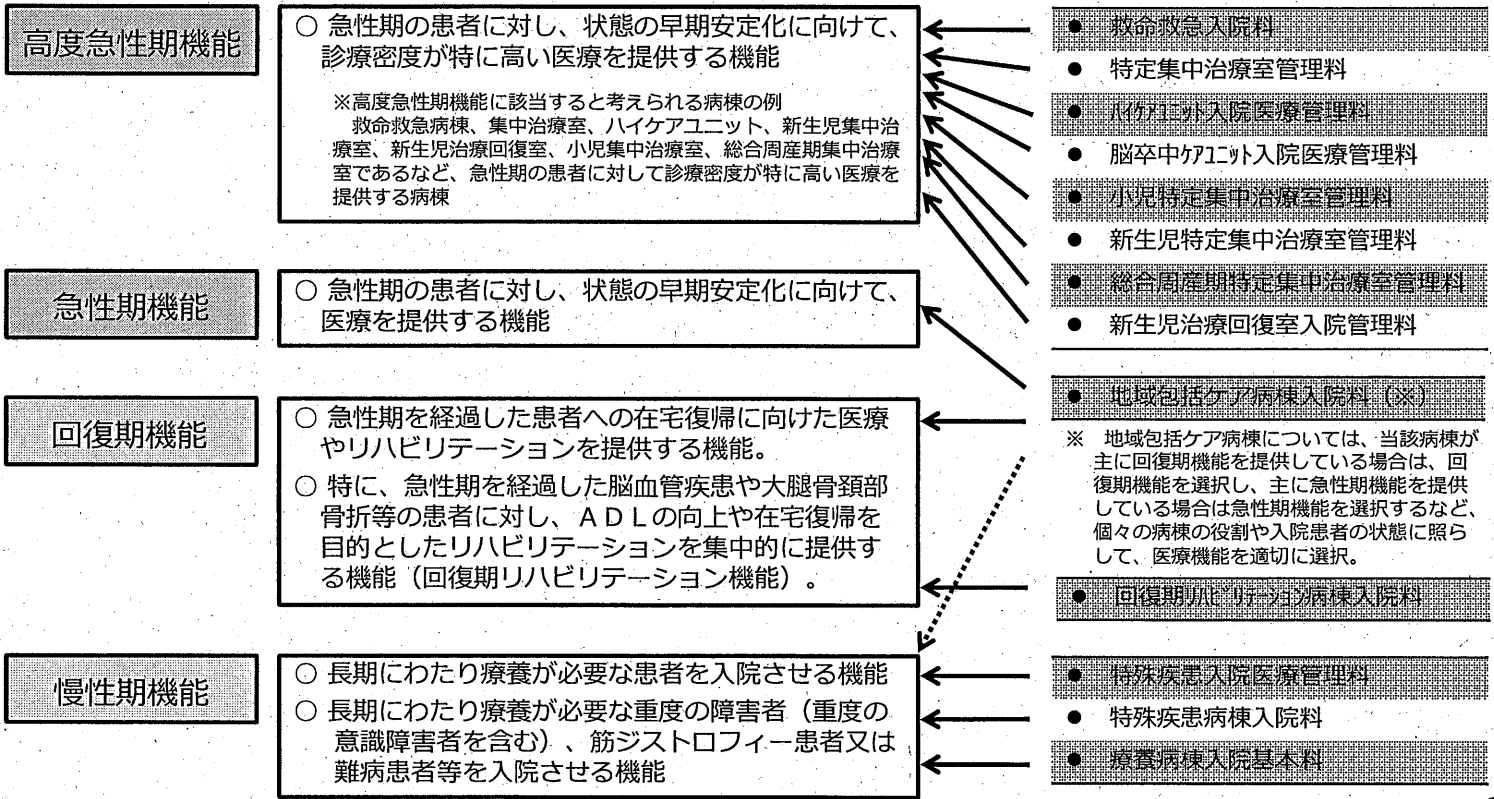 高度急性期機能
○ 急性期の患者に対し、状態の早期安定化に向けて、
診療密度が特に高い医療を提供する機能
※高度急性期機能に該当すると考えられる病棟の例
救命救急病棟、集中治療室、ハイケアユニット、新生児集中治
療室、新生児治療回復室、小児集中治療室、総合周産期集中治療
室であるなど、急性期の患者に対して診療密度が特に高い医療を
提供する病棟
● 救命救急入院料
● 特定集中治療室管理料
● ﾊｲｹｱﾕﾆｯﾄ入院医療管理料
● 脳卒中ｹｱﾕﾆｯﾄ入院医療管理料
● 小児特定集中治療室管理料
● 新生児特定集中治療室管理料
● 総合周産期特定集中治療室管理料
● 新生児治療回復室入院管理料
急性期機能
○ 急性期の患者に対し、状態の早期安定化に向けて、
医療を提供する機能
回復期機能
○ 急性期を経過した患者への在宅復帰に向けた医療
やリハビリテーションを提供する機能。
○ 特に、急性期を経過した脳血管疾患や大腿骨頚部
骨折等の患者に対し、ＡＤＬの向上や在宅復帰を
目的としたリハビリテーションを集中的に提供す
る機能（回復期リハビリテーション機能）。
● 地域包括ケア病棟入院料（※）
※ 地域包括ケア病棟については、当該病棟が
主に回復期機能を提供している場合は、回
復期機能を選択し、主に急性期機能を提供
している場合は急性期機能を選択するなど、
個々の病棟の役割や入院患者の状態に照ら
して、医療機能を適切に選択。
● 回復期ﾘﾊﾋﾞﾘﾃｰｼｮﾝ病棟入院料
慢性期機能
○ 長期にわたり療養が必要な患者を入院させる機能
○ 長期にわたり療養が必要な重度の障害者（重度の
意識障害者を含む）、筋ジストロフィー患者又は
難病患者等を入院させる機能
● 特殊疾患入院医療管理料
● 特殊疾患病棟入院料
● 療養病棟入院基本料